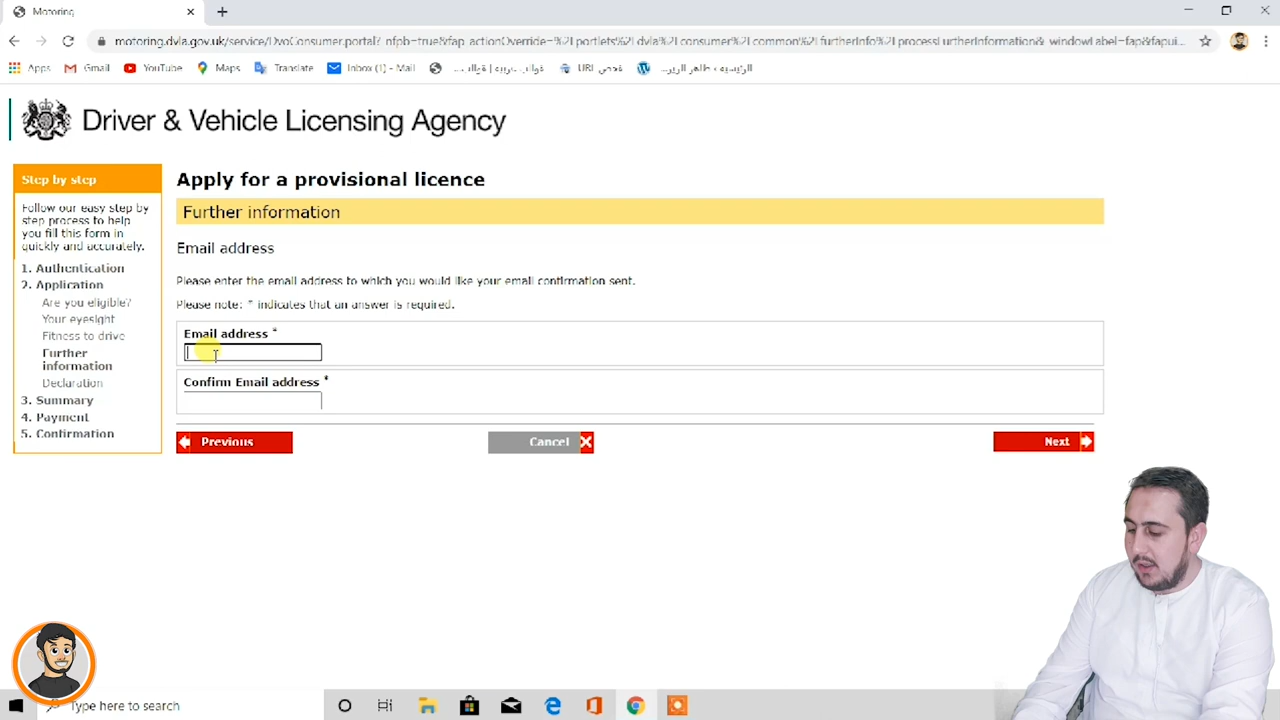 Motoring
motoring.dvla.gov.uk/service/DvoConsumer.portal?_nfpb=true&fap_actionOverride=%2Fportlets%2Fdvla%2Fconsumer%2Fcommon%2FfurtherInfo%2FprocessFurtherInformation&_windowLabel=fap&fapui...
Apps Gmail YouTube Maps Translate Inbox (1) - Mail فحص URL
Driver & Vehicle Licensing Agency
Step by step
Follow our easy step by
step process to help
you fill this form in
quickly and accurately.
1. Authentication
2. Application
Are you eligible?
Your eyesight
Fitness to drive
Further
information
Declaration
3. Summary
4. Payment
5. Confirmation
Apply for a provisional licence
Further information
Email address
Please enter the email address to which you would like your email confirmation sent.
Please note: * indicates that an answer is required.
Email address *
Confirm Email address *
Previous
Cancel
Next
Type here to search